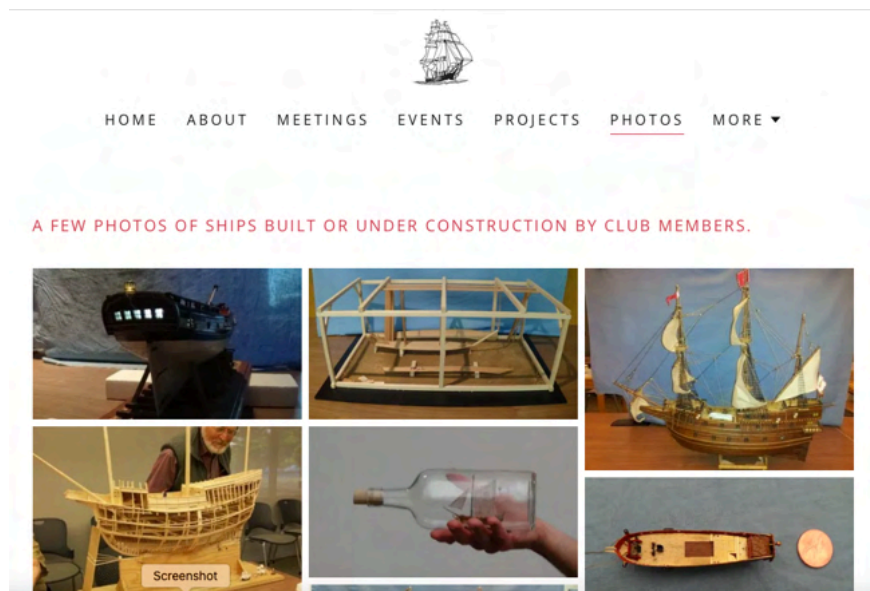 HOME ABOUT MEETINGS EVENTS PROJECTS PHOTOS MORE
A FEW PHOTOS OF SHIPS BUILT OR UNDER CONSTRUCTION BY CLUB MEMBERS.
Screenshot